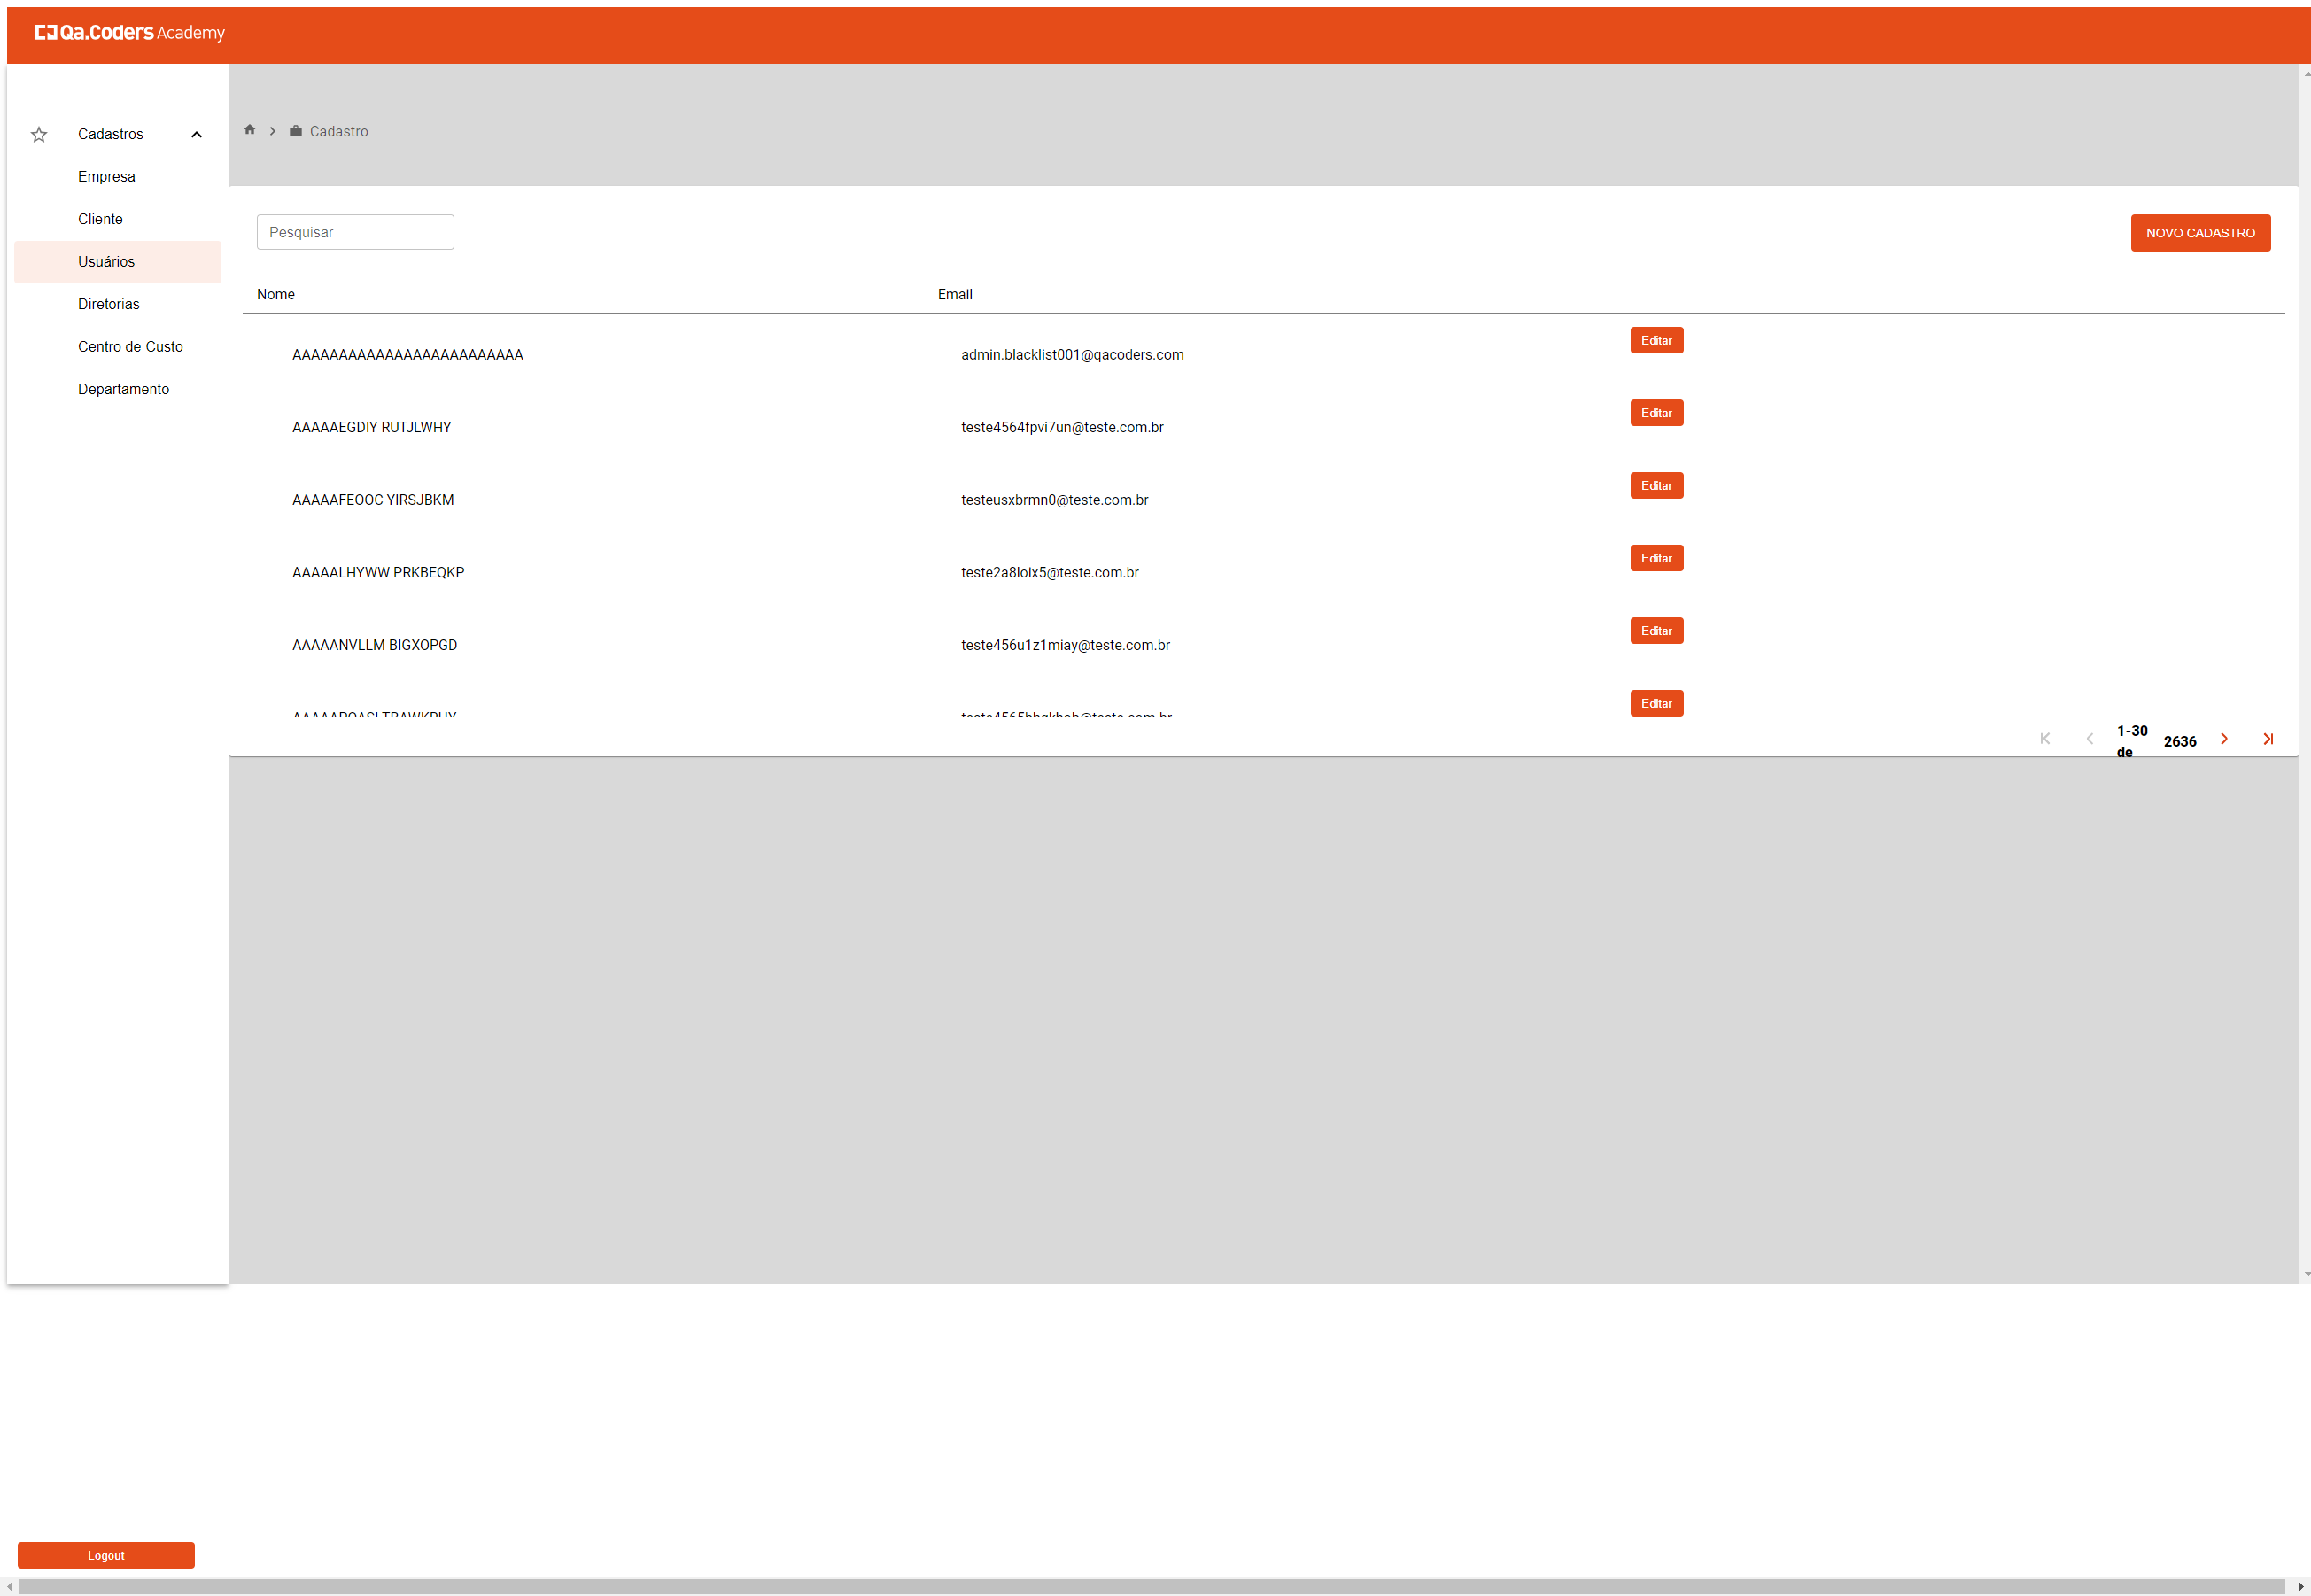 Qa.Coders Academy
Cadastros
Empresa
Cliente
Usuários
Diretorias
Centro de Custo
Departamento
Cadastro
Pesquisar
NOVO CADASTRO
Nome Email
AAAAAAAAAAAAAAAAAAAAAAAAA admin.blacklist001@qacoders.com Editar
AAAAAEGDIY RUTJLWHY teste4564fpvi7un@teste.com.br Editar
AAAAAFEOOC YIRSJBKM testeusxbrmn0@teste.com.br Editar
AAAAALHYWW PRKBEQKP teste2a8loix5@teste.com.br Editar
AAAAANVLLM BIGXOPGD teste456u1z1miay@teste.com.br Editar
Editar
1-30
de 2636
Logout